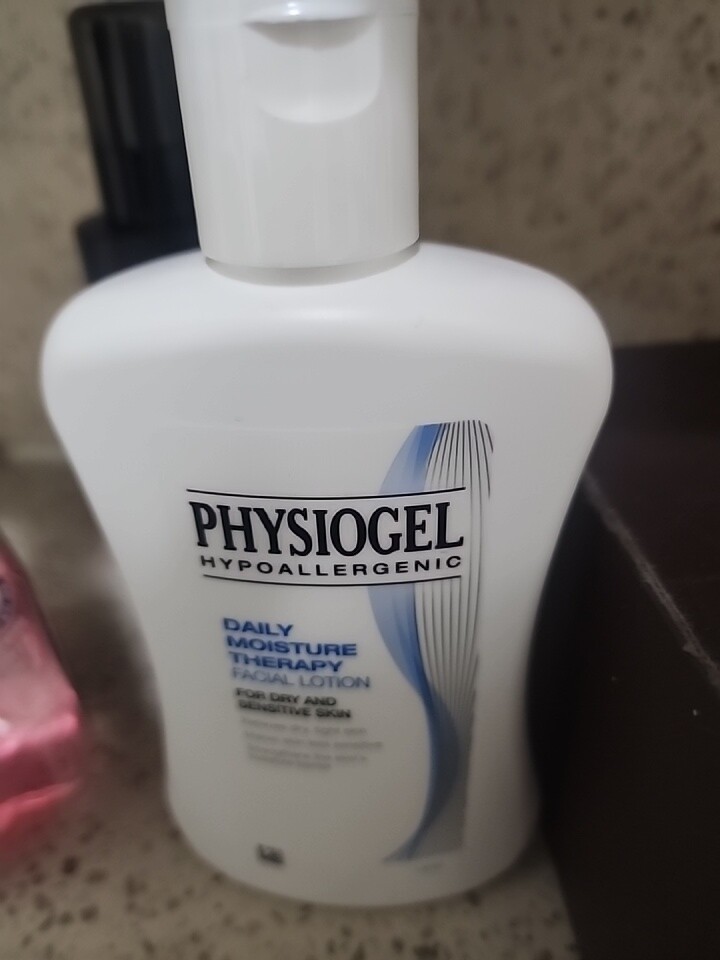 PHYSIOGEL
HYPOALLERGENIC
DAILY
MOISTURE
THERAPY
FACIAL LOTION
FOR DRY AND
SENSITIVE SKIN